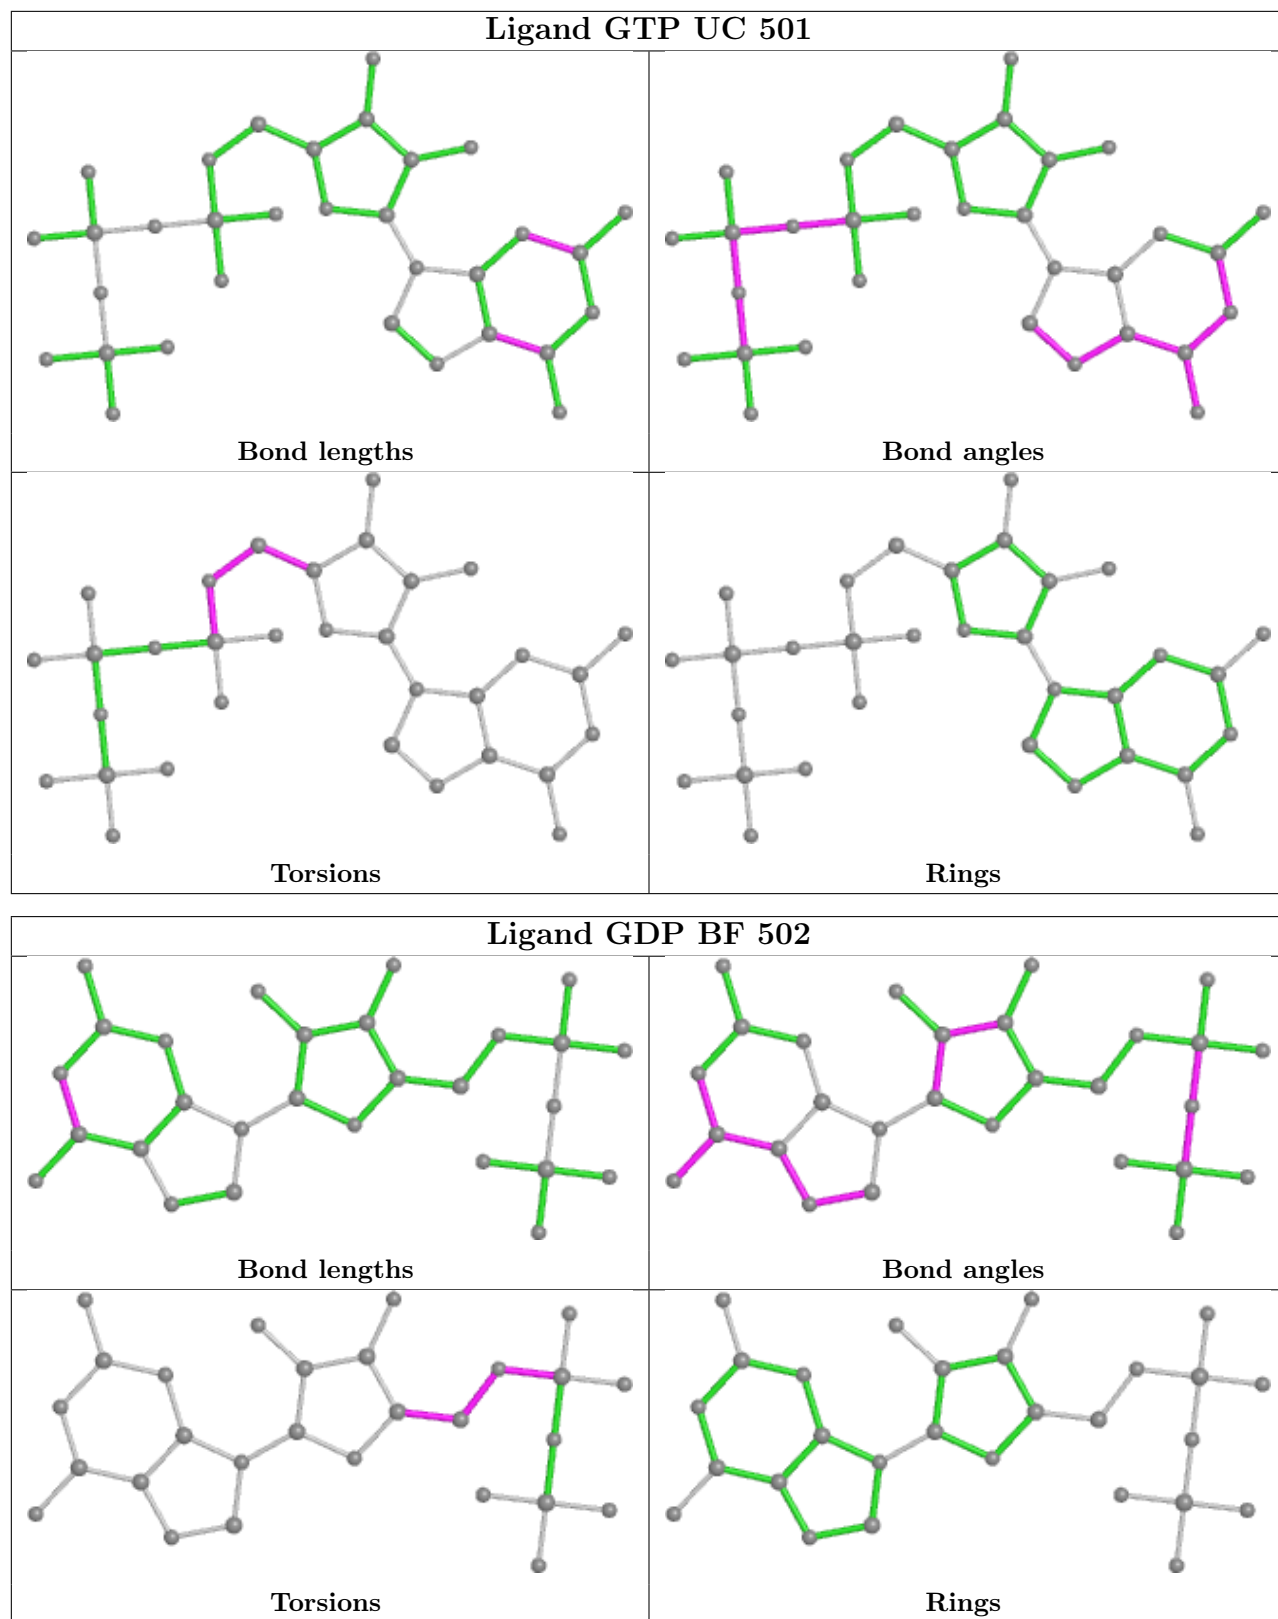 Ligand GTP UC 501
Bond lengths
Bond angles
Torsions
Rings
Ligand GDP BF 502
Bond lengths
Bond angles
Torsions
Rings